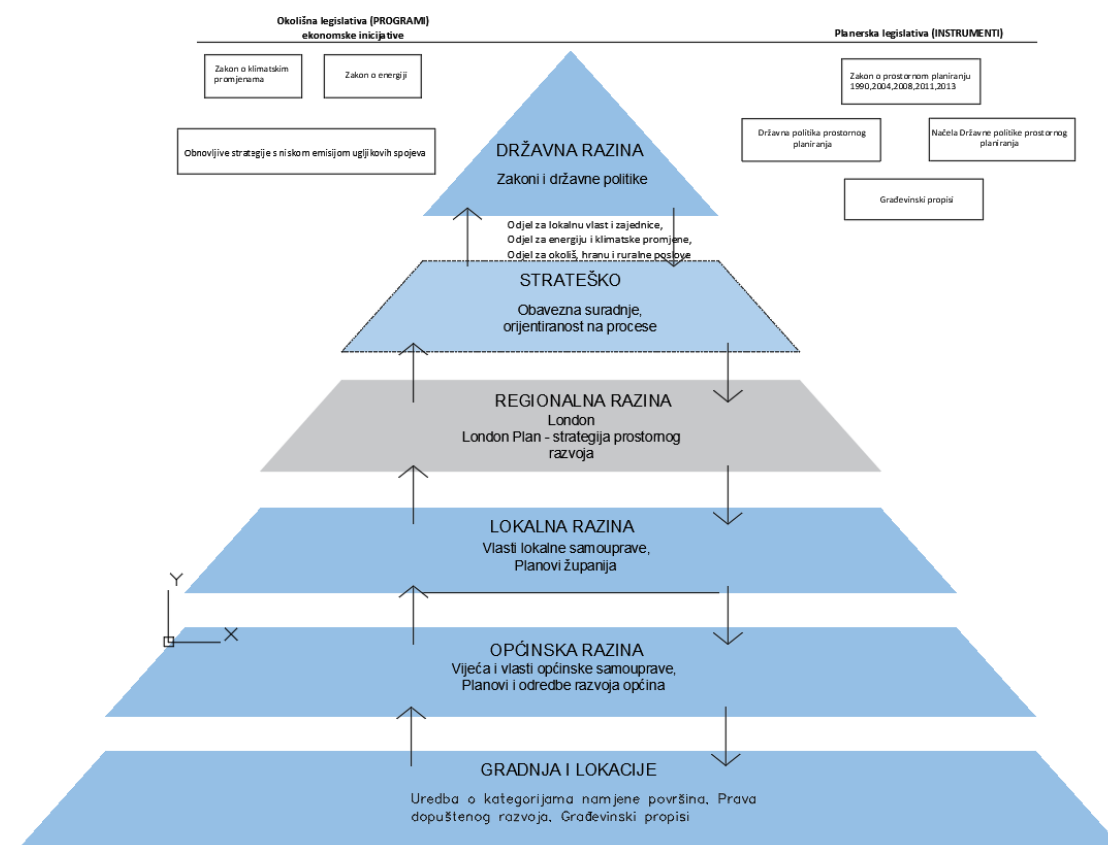 Okolišna legislativa (PROGRAMI)
ekonomske inicijative
Planerska legislativa (INSTRUMENTI)
Zakon o klimatskim
promjenama
Zakon o energiji
Obnovljive strategije s niskom emisijom ugljikovih spojeva
Zakon o prostornom planiranju
1990,2004,2008,2011,2013
Državna politika prostornog
planiranja
Načela Državne politike prostornog
planiranja
Građevinski propisi
DRŽAVNA RAZINA
Zakoni i državne politike
Odjel za lokalnu vlast i zajednice,
Odjel za energiju i klimatske promjene,
Odjel za okoliš, hranu i ruralne poslove
STRATEŠKO
Obavezna suradnje,
orijentiranost na procese
REGIONALNA RAZINA
London
London Plan - strategija prostornog
razvoja
LOKALNA RAZINA
Vlasti lokalne samouprave,
Planovi županija
Y
X
OPĆINSKA RAZINA
Vijeća i vlasti općinske samouprave,
Planovi i odredbe razvoja općina
GRADNJA I LOKACIJE
Uredba o kategorijama namjene površina. Prava
dopuštenog razvoja. Građevinski propisi